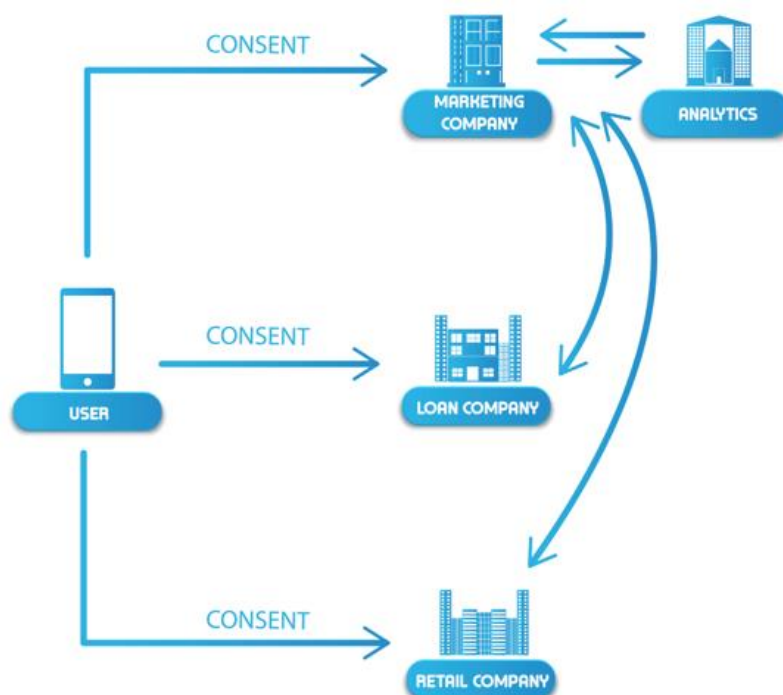 CONSENT
MARKETING
COMPANY
ANALYTICS
CONSENT
USER
LOAN COMPANY
CONSENT
RETAIL COMPANY